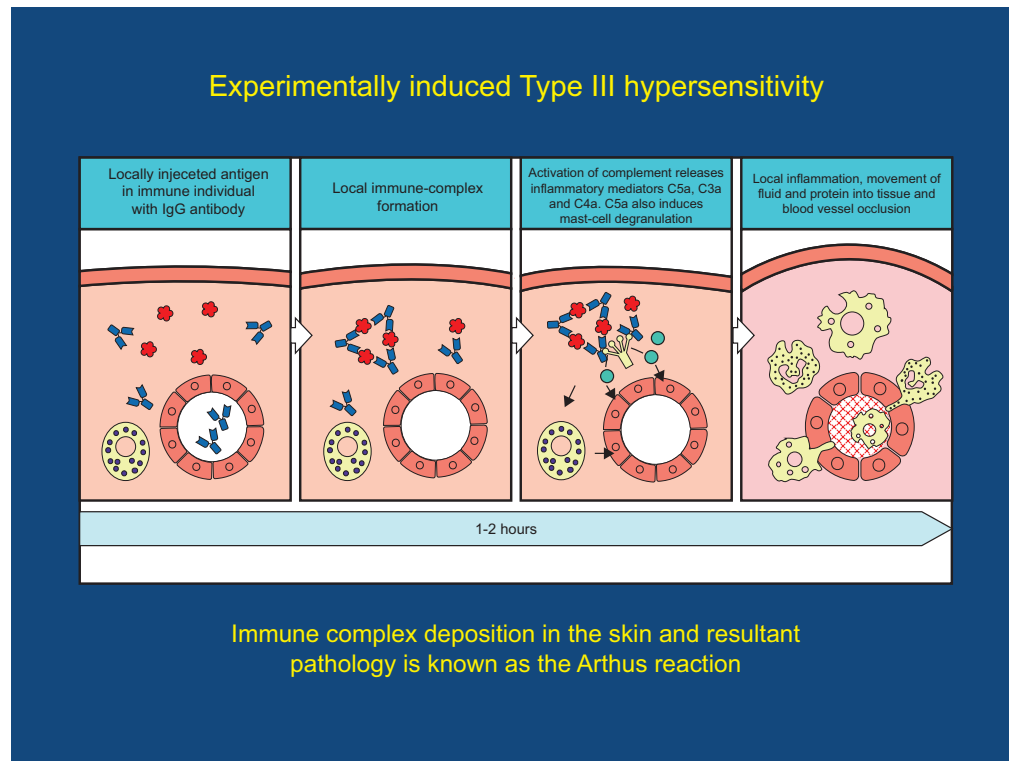 Experimentally induced Type III hypersensitivity
Locally injeceted antigen
in immune individual
with IgG antibody
Local immune-complex
formation
Activation of complement releases
inflammatory mediators C5a, C3a
and C4a. C5a also induces
mast-cell degranulation
Local inflammation, movement of
fluid and protein into tissue and
blood vessel occlusion
1-2 hours
Immune complex deposition in the skin and resultant
pathology is known as the Arthus reaction